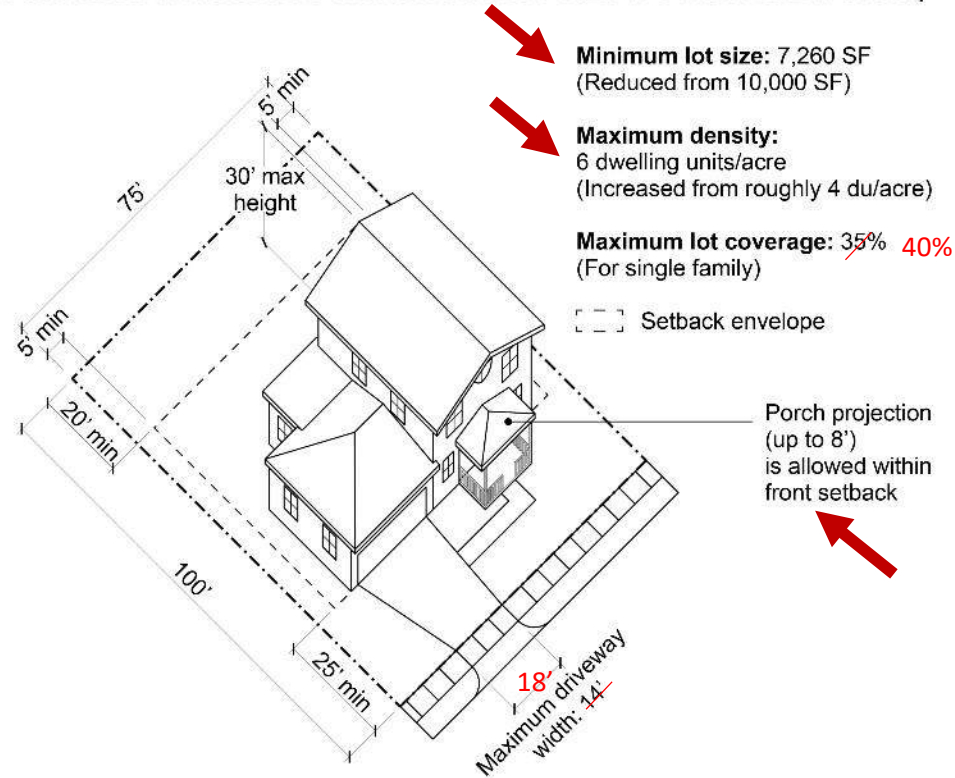 Minimum lot size: 7,260 SF
(Reduced from 10,000 SF)
Maximum density:
6 dwelling units/acre
(Increased from roughly 4 du/acre)
Maximum lot coverage: 35% 40%
(For single family)
Setback envelope
Porch projection
(up to 8’)
is allowed within
front setback
5’ min
75’
30’ max
height
5’ min
20’ min
100’
25’ min
18’
Maximum driveway
width: 14’